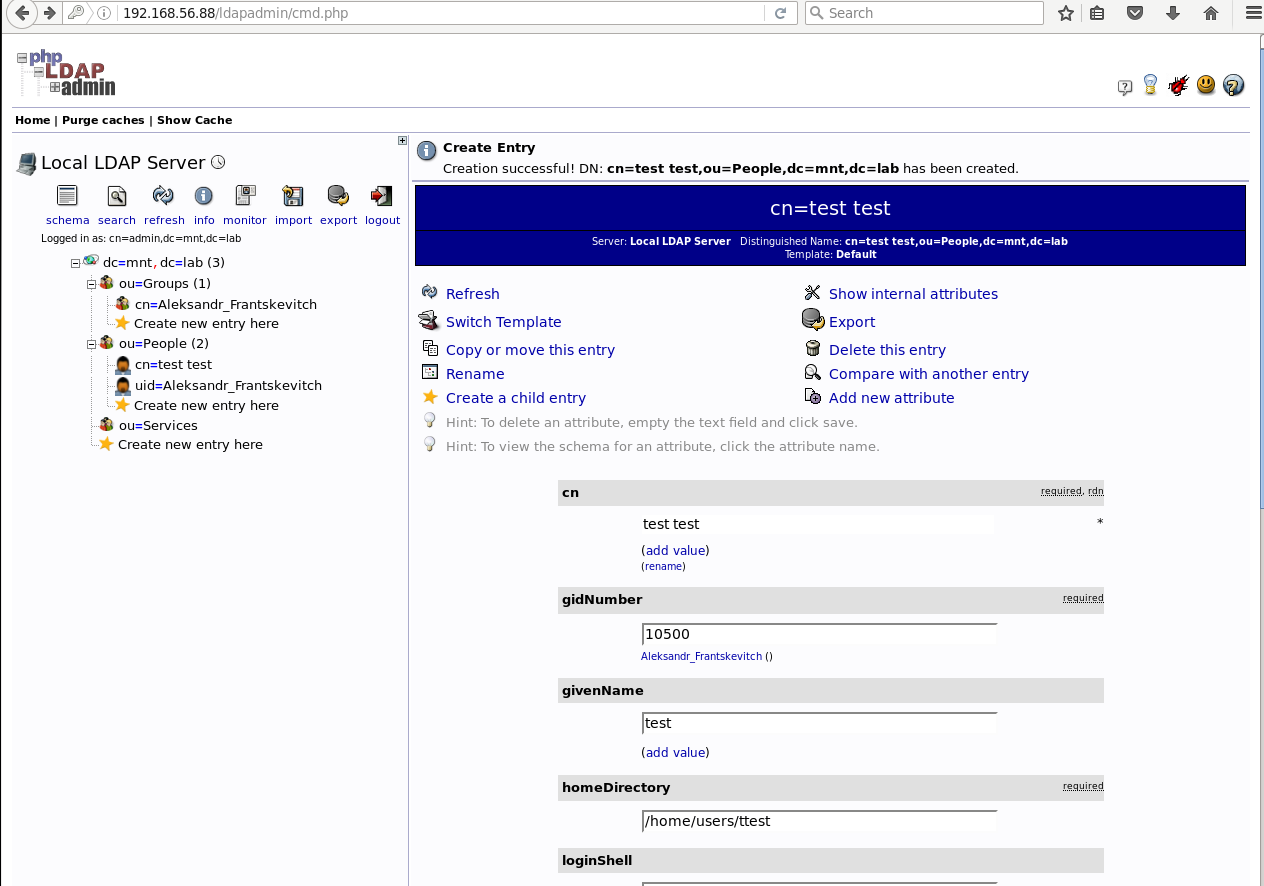 192.168.56.88/ldapadmin/cmd.php
Search
php
LDAP
admin
Home | Purge caches | Show Cache
Local LDAP Server
schema search refresh info monitor import export logout
Logged in as: cn=admin,dc=mnt,dc=lab
dc=mnt, dc=lab (3)
ou=Groups (1)
cn=Aleksandr_Frantskevitch
Create new entry here
ou=People (2)
cn=test test
uid=Aleksandr_Frantskevitch
Create new entry here
ou=Services
Create new entry here
Create Entry
Creation successful! DN: cn=test test,ou=People,dc=mnt,dc=lab has been created.
cn=test test
Server: Local LDAP Server Distinguished Name: cn=test test,ou=People,dc=mnt,dc=lab
Template: Default
Refresh Show internal attributes
Switch Template Export
Copy or move this entry Delete this entry
Rename Compare with another entry
Create a child entry Add new attribute
Hint: To delete an attribute, empty the text field and click save.
Hint: To view the schema for an attribute, click the attribute name.
cn required, rdn
test test *
(add value)
(rename)
gidNumber required
10500
Aleksandr_Frantskevitch ()
givenName
test
(add value)
homeDirectory required
/home/users/ttest
loginShell